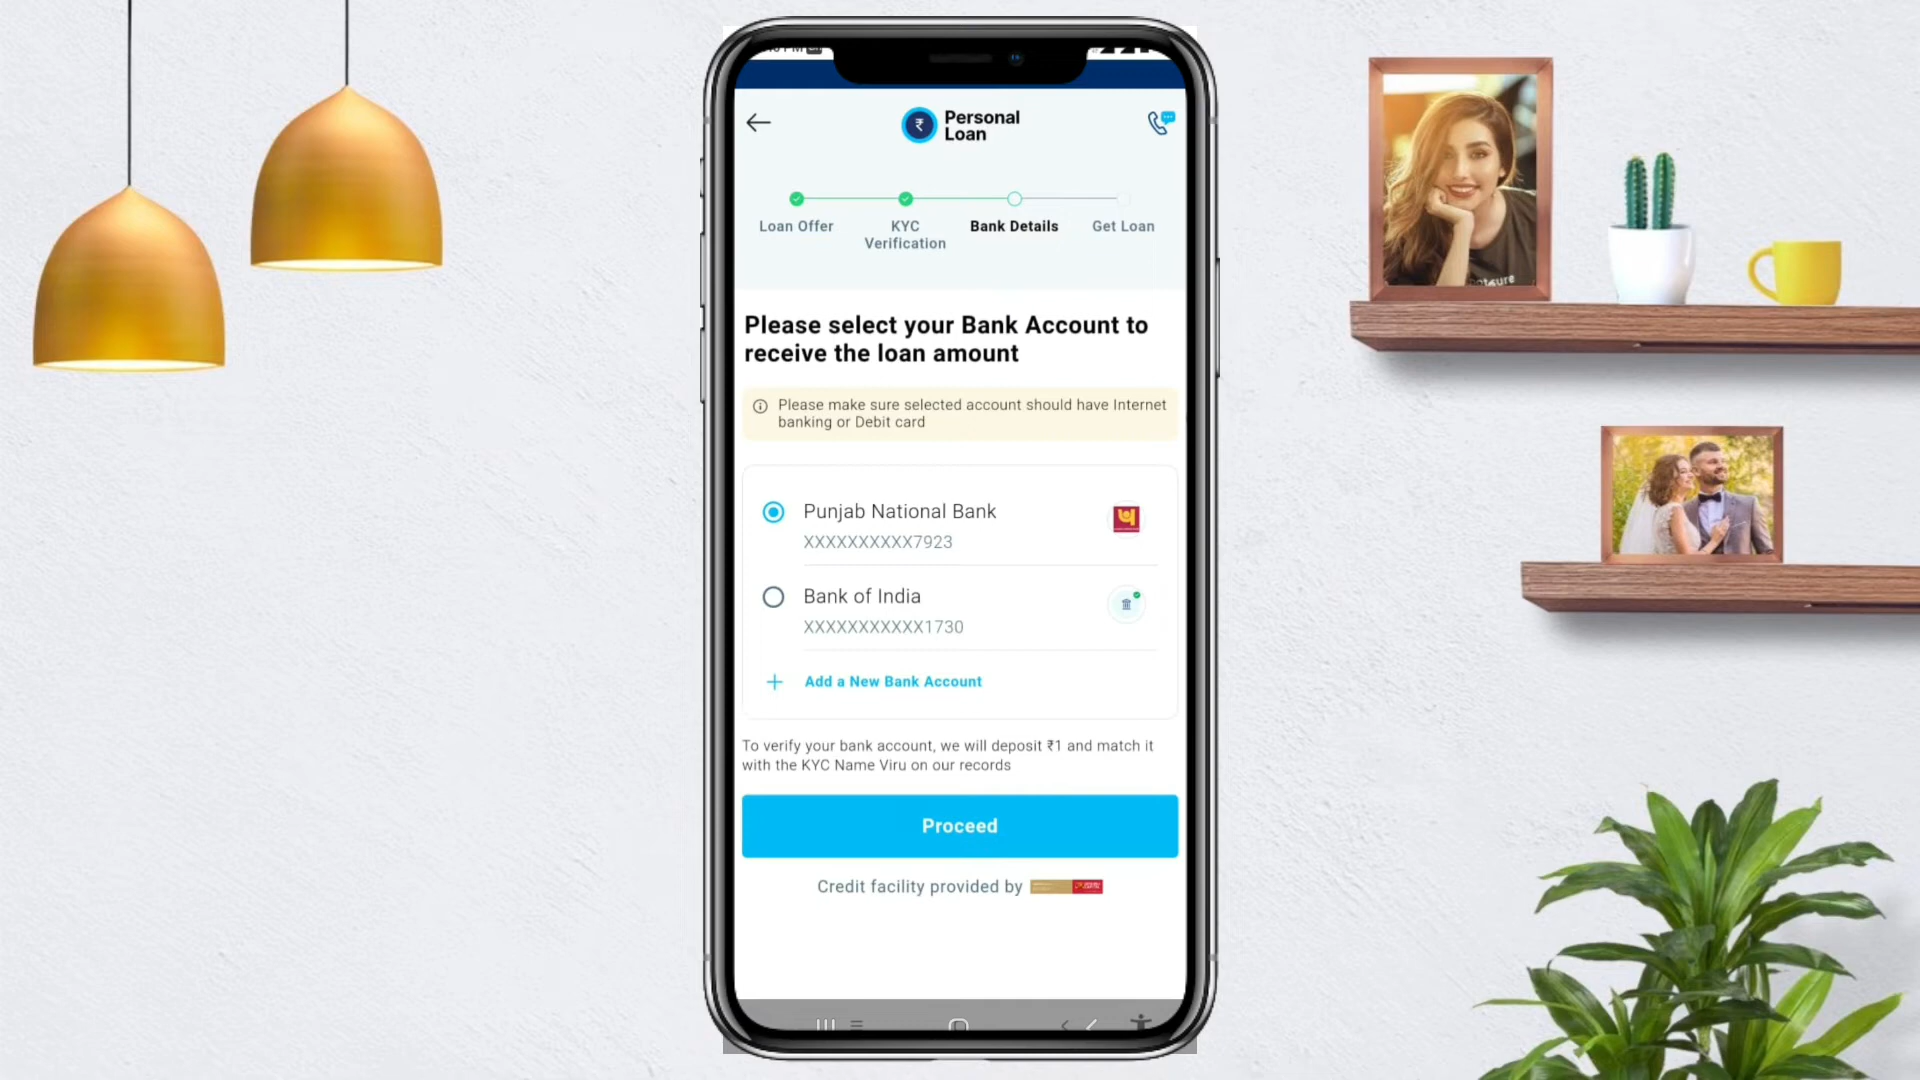 Personal
Loan
Loan Offer
KYC
Verification
Bank Details
Get Loan
Please select your Bank Account to
receive the loan amount
Please make sure selected account should have Internet
banking or Debit card
Punjab National Bank
XXXXXXXXXX7923
Bank of India
XXXXXXXXXXX1730
Add a New Bank Account
To verify your bank account, we will deposit ₹1 and match it
with the KYC Name Viru on our records
Proceed
Credit facility provided by